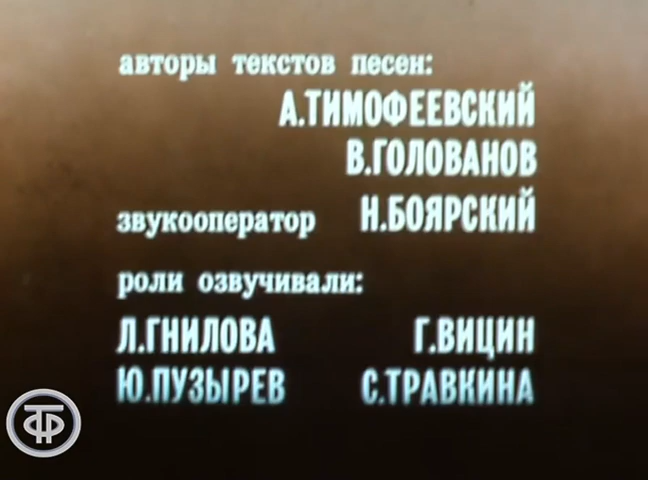 авторы текстов песен:
А.ТИМОФЕЕВСКИЙ
В.ГОЛОВАНОВ
звукооператор Н.БОЯРСКИЙ
роли озвучивали:
Л.ГНИЛОВА Г.ВИЦИН
Ю.ПУЗЫРЕВ С.ТРАВКИНА